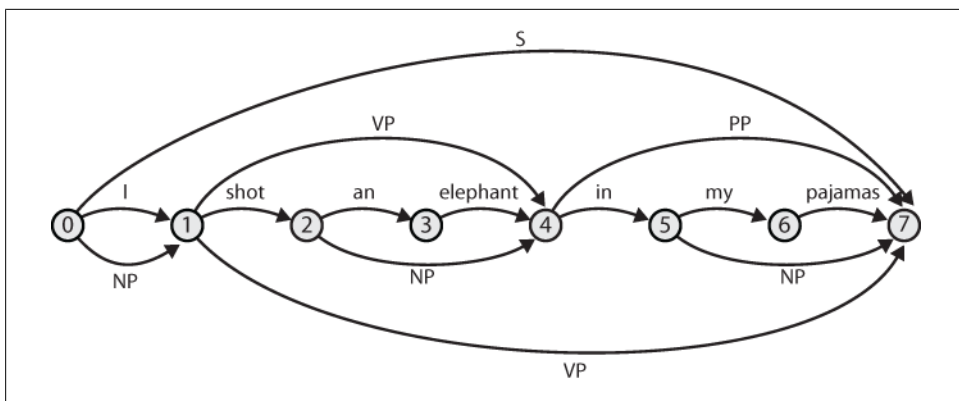 S
VP PP
I shot an elephant in my pajamas
0 1 2 3 4 5 6 7
NP NP NP
VP